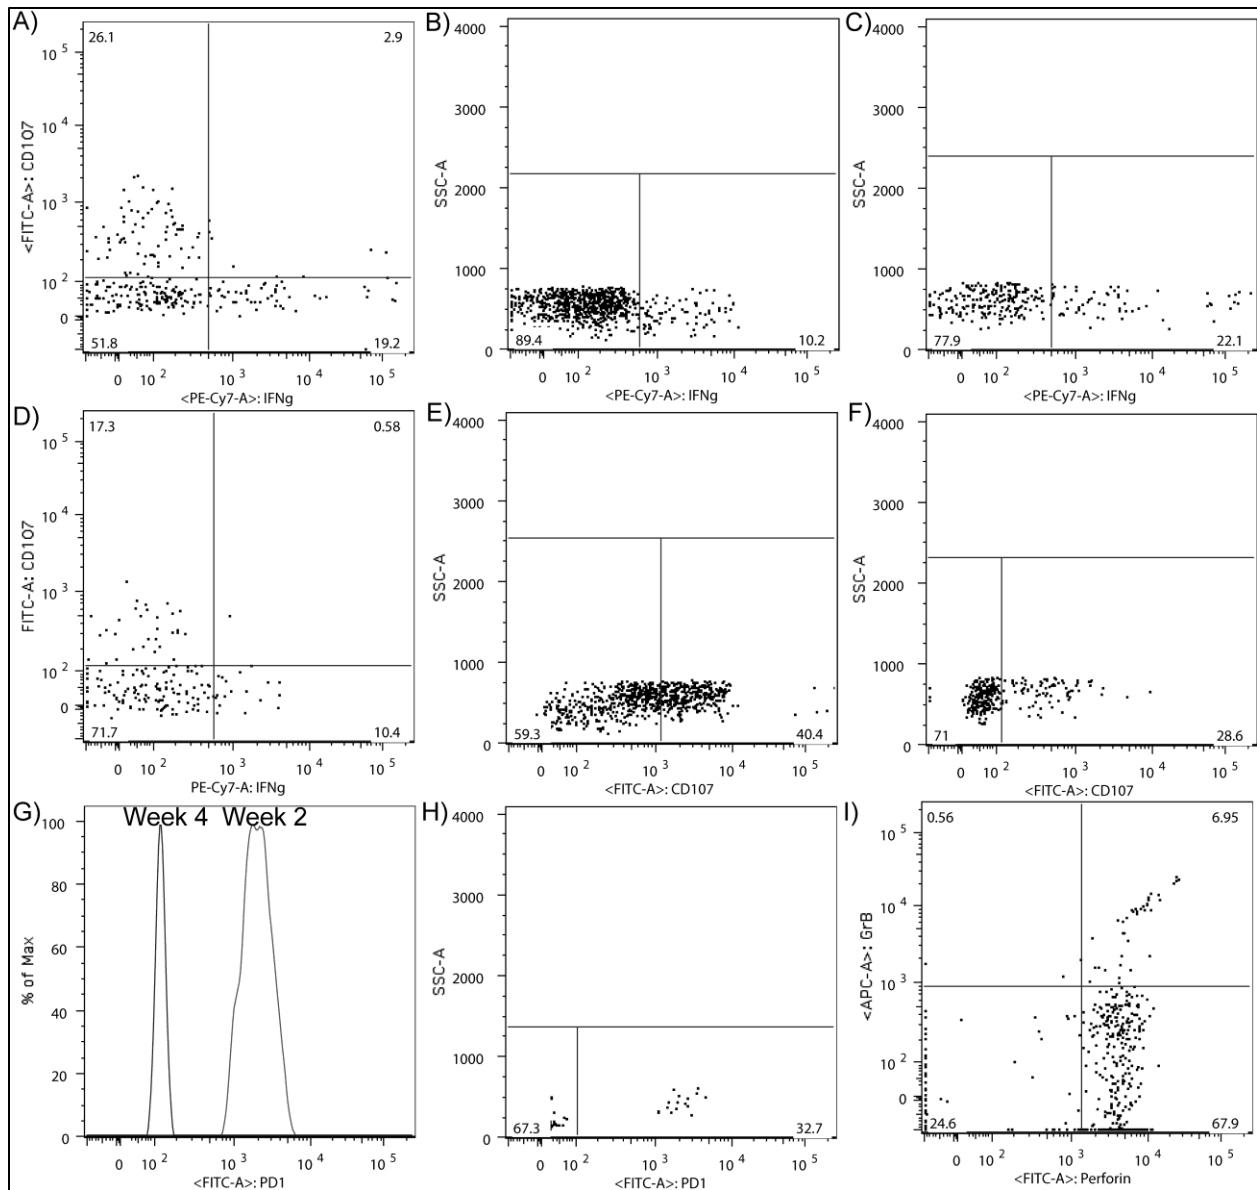 A)
26.1 2.9
<FITC-A>: CD107
10^5
10^4
10^3
10^2
0
51.8 19.2
0 10^2 10^3 10^4 10^5
<PE-Cy7-A>: IFNg
B)
SSC-A
4000
3000
2000
1000
0
89.4 10.2
0 10^2 10^3 10^4 10^5
<PE-Cy7-A>: IFNg
C)
SSC-A
4000
3000
2000
1000
0
77.9 22.1
0 10^2 10^3 10^4 10^5
<PE-Cy7-A>: IFNg
D)
17.3 0.58
FITC-A: CD107
10^5
10^4
10^3
10^2
0
71.7 10.4
0 10^2 10^3 10^4 10^5
PE-Cy7-A: IFNg
E)
SSC-A
4000
3000
2000
1000
0
59.3 40.4
0 10^2 10^3 10^4 10^5
<FITC-A>: CD107
F)
SSC-A
4000
3000
2000
1000
0
71 28.6
0 10^2 10^3 10^4 10^5
<FITC-A>: CD107
G)
Week 4 Week 2
% of Max
100
80
60
40
20
0
0 10^2 10^3 10^4 10^5
<FITC-A>: PD1
H)
SSC-A
4000
3000
2000
1000
0
67.3 32.7
0 10^2 10^3 10^4 10^5
<FITC-A>: PD1
I)
0.56 6.95
<APC-A>: GrB
10^5
10^4
10^3
10^2
0
24.6 67.9
0 10^2 10^3 10^4 10^5
<FITC-A>: Perforin